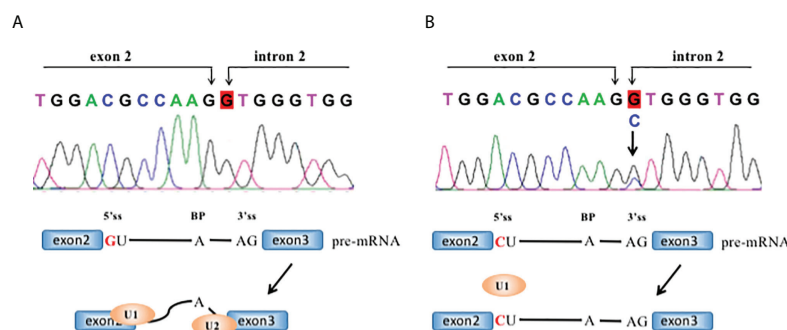 A
exon 2 intron 2
TGGACGCCAAGGTGGGTGG
5'ss BP 3'ss
exon2 GU A AG exon3 pre-mRNA
U1 A U2 exon3
B
exon 2 intron 2
TGGACGCCAAGGTGGGTGG
C
5'ss BP 3'ss
exon2 CU A AG exon3 pre-mRNA
U1
exon2 CU A AG exon3